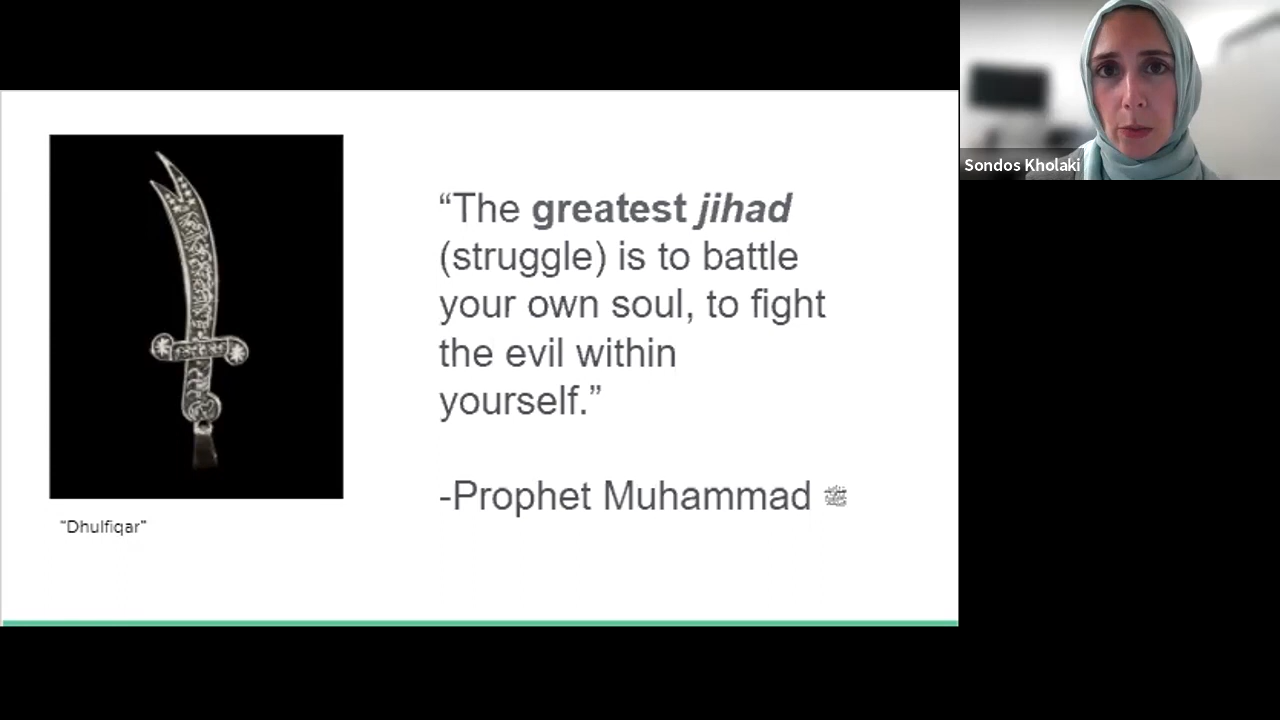 “The greatest jihad
(struggle) is to battle
your own soul, to fight
the evil within
yourself.”
-Prophet Muhammad ﷺ
“Dhulfiqar”
Sondos Kholaki